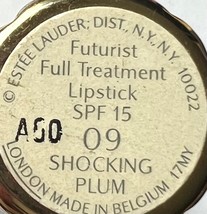 © ESTEE LAUDER; DIST., N.Y., N.Y. 10022
Futurist
Full Treatment
Lipstick
SPF 15
A50 09
SHOCKING
PLUM
LONDON MADE IN BELGIUM 17MY